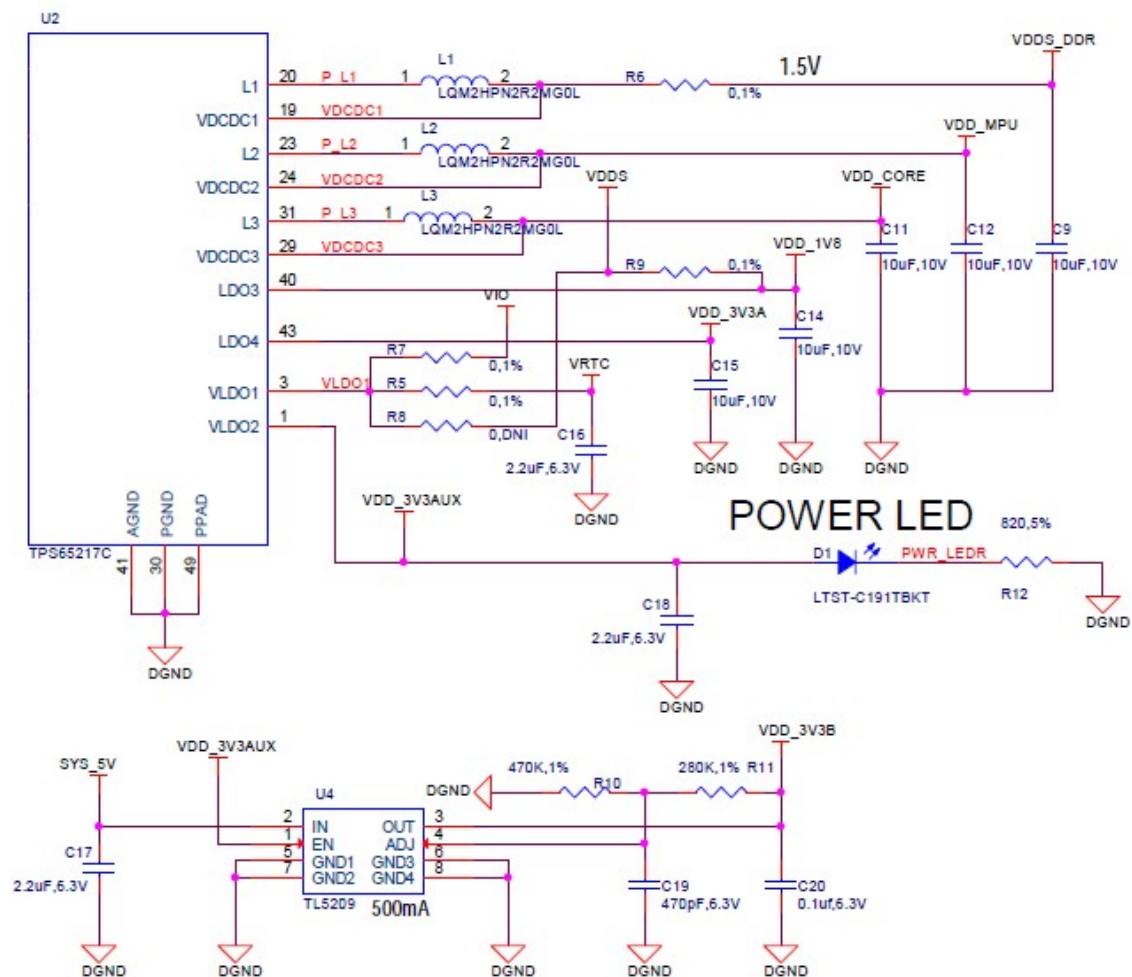 U2
VDDS_DDR
L1 20 P_L1 1 L1 2 R6 1.5V
LQM2HPN2R2MG0L 0,1%
VDCDC1 19 VDCDC1
L2 23 P_L2 1 L2 2 VDD_MPU
LQM2HPN2R2MG0L
VDCDC2 24 VDCDC2 VDDS VDD_CORE
L3 31 P_L3 1 L3 2
LQM2HPN2R2MG0L C11 C12 C9
VDCDC3 29 VDCDC3 VDD_1V8
R9 0,1% 10uF,10V 10uF,10V 10uF,10V
LDO3 40 VIO
VDD_3V3A C14
LDO4 43 10uF,10V
R7 0,1% VRTC C15
VLDO1 3 VLDO1 R5 0,1% 10uF,10V
VLDO2 1 R8 0,DNI C16
2.2uF,6.3V DGND DGND DGND
DGND
AGND PGND PPAD
VDD_3V3AUX
POWER LED 820,5%
TPS65217C
41 30 49
D1 PWR_LEDR
LTST-C191TBKT R12
C18 DGND
2.2uF,6.3V
DGND
DGND
VDD_3V3AUX VDD_3V3B
SYS_5V
470K,1% 280K,1% R11
DGND R10
U4
2 IN OUT 3
1 EN ADJ 4
5 GND1 GND3 6
7 GND2 GND4 8
C17
2.2uF,6.3V
C19 C20
TL5209 500mA 470pF,6.3V 0.1uf,6.3V
DGND DGND DGND DGND DGND